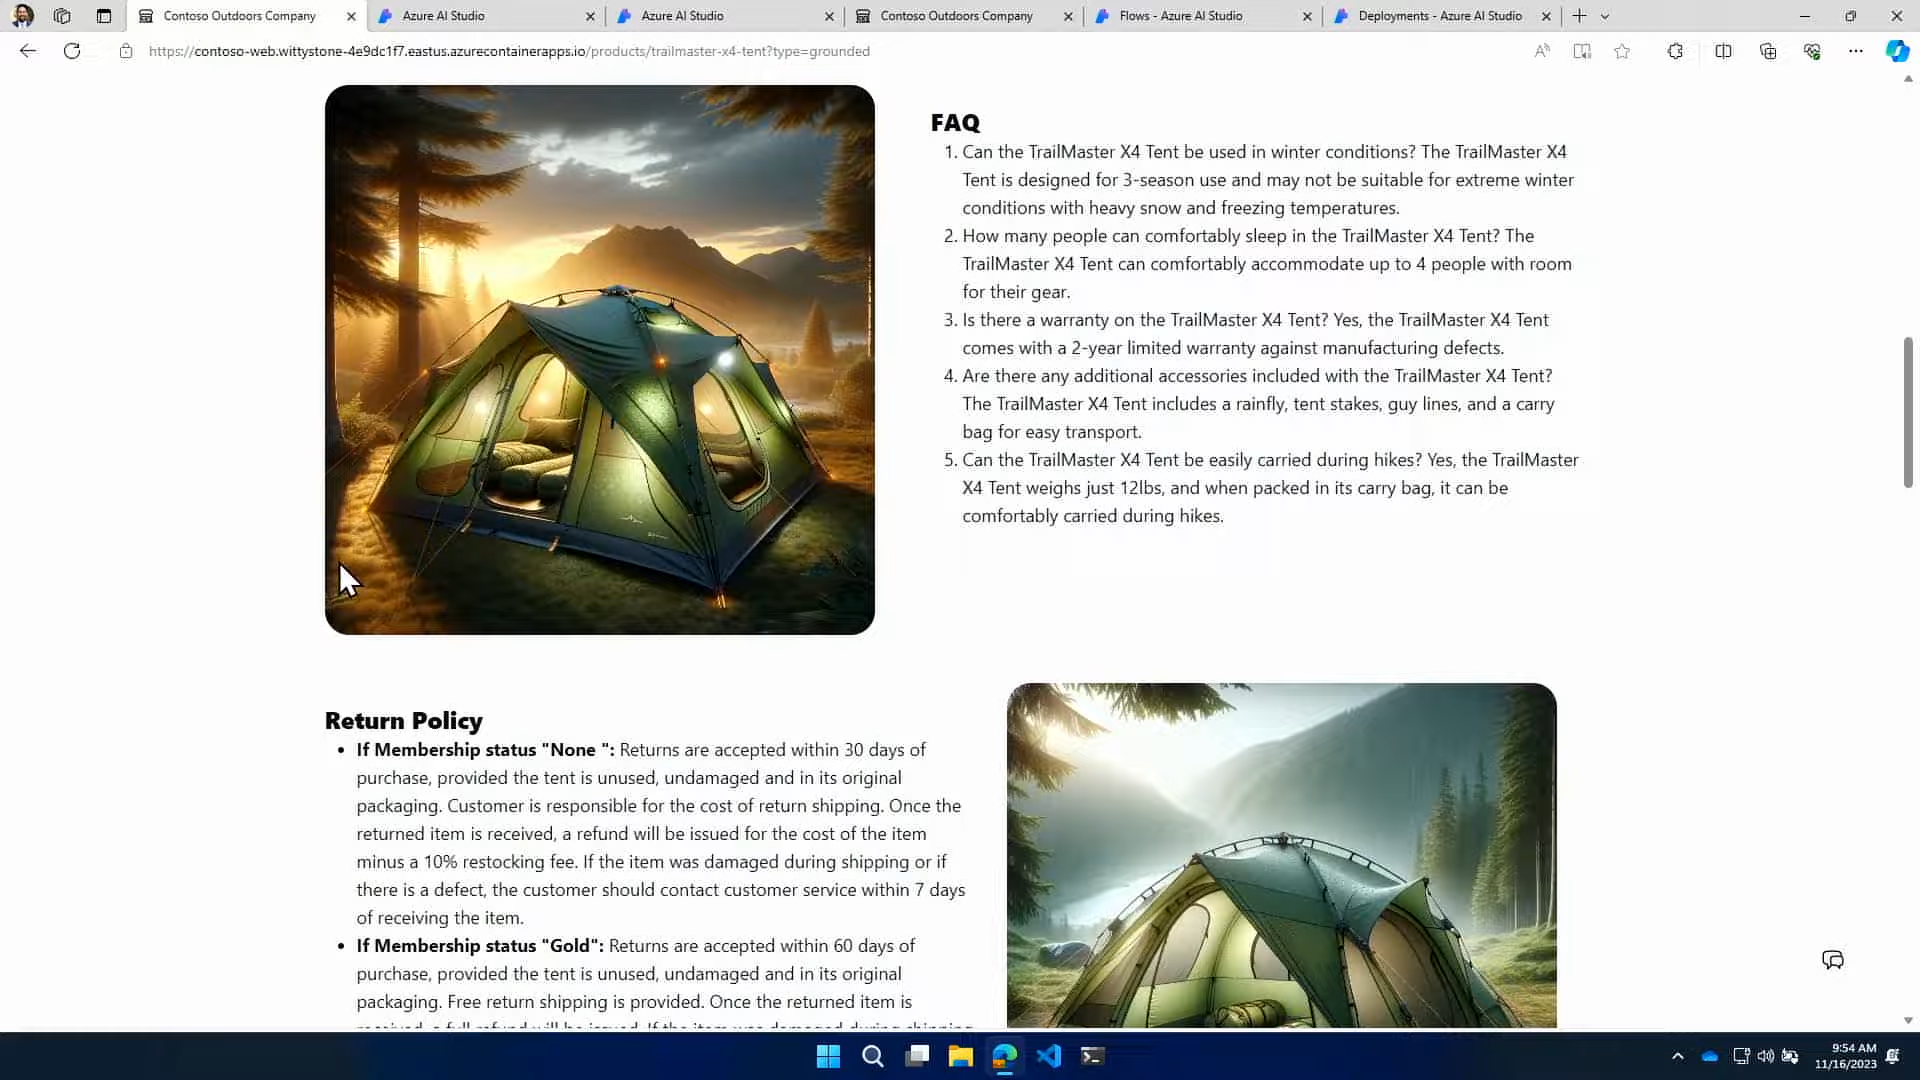 Contoso Outdoors Company
Azure AI Studio
Azure AI Studio
Contoso Outdoors Company
Flows - Azure AI Studio
Deployments - Azure AI Studio
https://contoso-web.wittystone-4e9dc1f7.eastus.azurecontainerapps.io/products/trailmaster-x4-tent?type=grounded
FAQ
1. Can the TrailMaster X4 Tent be used in winter conditions? The TrailMaster X4
Tent is designed for 3-season use and may not be suitable for extreme winter
conditions with heavy snow and freezing temperatures.
2. How many people can comfortably sleep in the TrailMaster X4 Tent? The
TrailMaster X4 Tent can comfortably accommodate up to 4 people with room
for their gear.
3. Is there a warranty on the TrailMaster X4 Tent? Yes, the TrailMaster X4 Tent
comes with a 2-year limited warranty against manufacturing defects.
4. Are there any additional accessories included with the TrailMaster X4 Tent?
The TrailMaster X4 Tent includes a rainfly, tent stakes, guy lines, and a carry
bag for easy transport.
5. Can the TrailMaster X4 Tent be easily carried during hikes? Yes, the TrailMaster
X4 Tent weighs just 12lbs, and when packed in its carry bag, it can be
comfortably carried during hikes.
Return Policy
• If Membership status "None ": Returns are accepted within 30 days of
purchase, provided the tent is unused, undamaged and in its original
packaging. Customer is responsible for the cost of return shipping. Once the
returned item is received, a refund will be issued for the cost of the item
minus a 10% restocking fee. If the item was damaged during shipping or if
there is a defect, the customer should contact customer service within 7 days
of receiving the item.
• If Membership status "Gold": Returns are accepted within 60 days of
purchase, provided the tent is unused, undamaged and in its original
packaging. Free return shipping is provided. Once the returned item is
received, a full refund will be issued. If the item was damaged during shipping
9:54 AM
11/16/2023